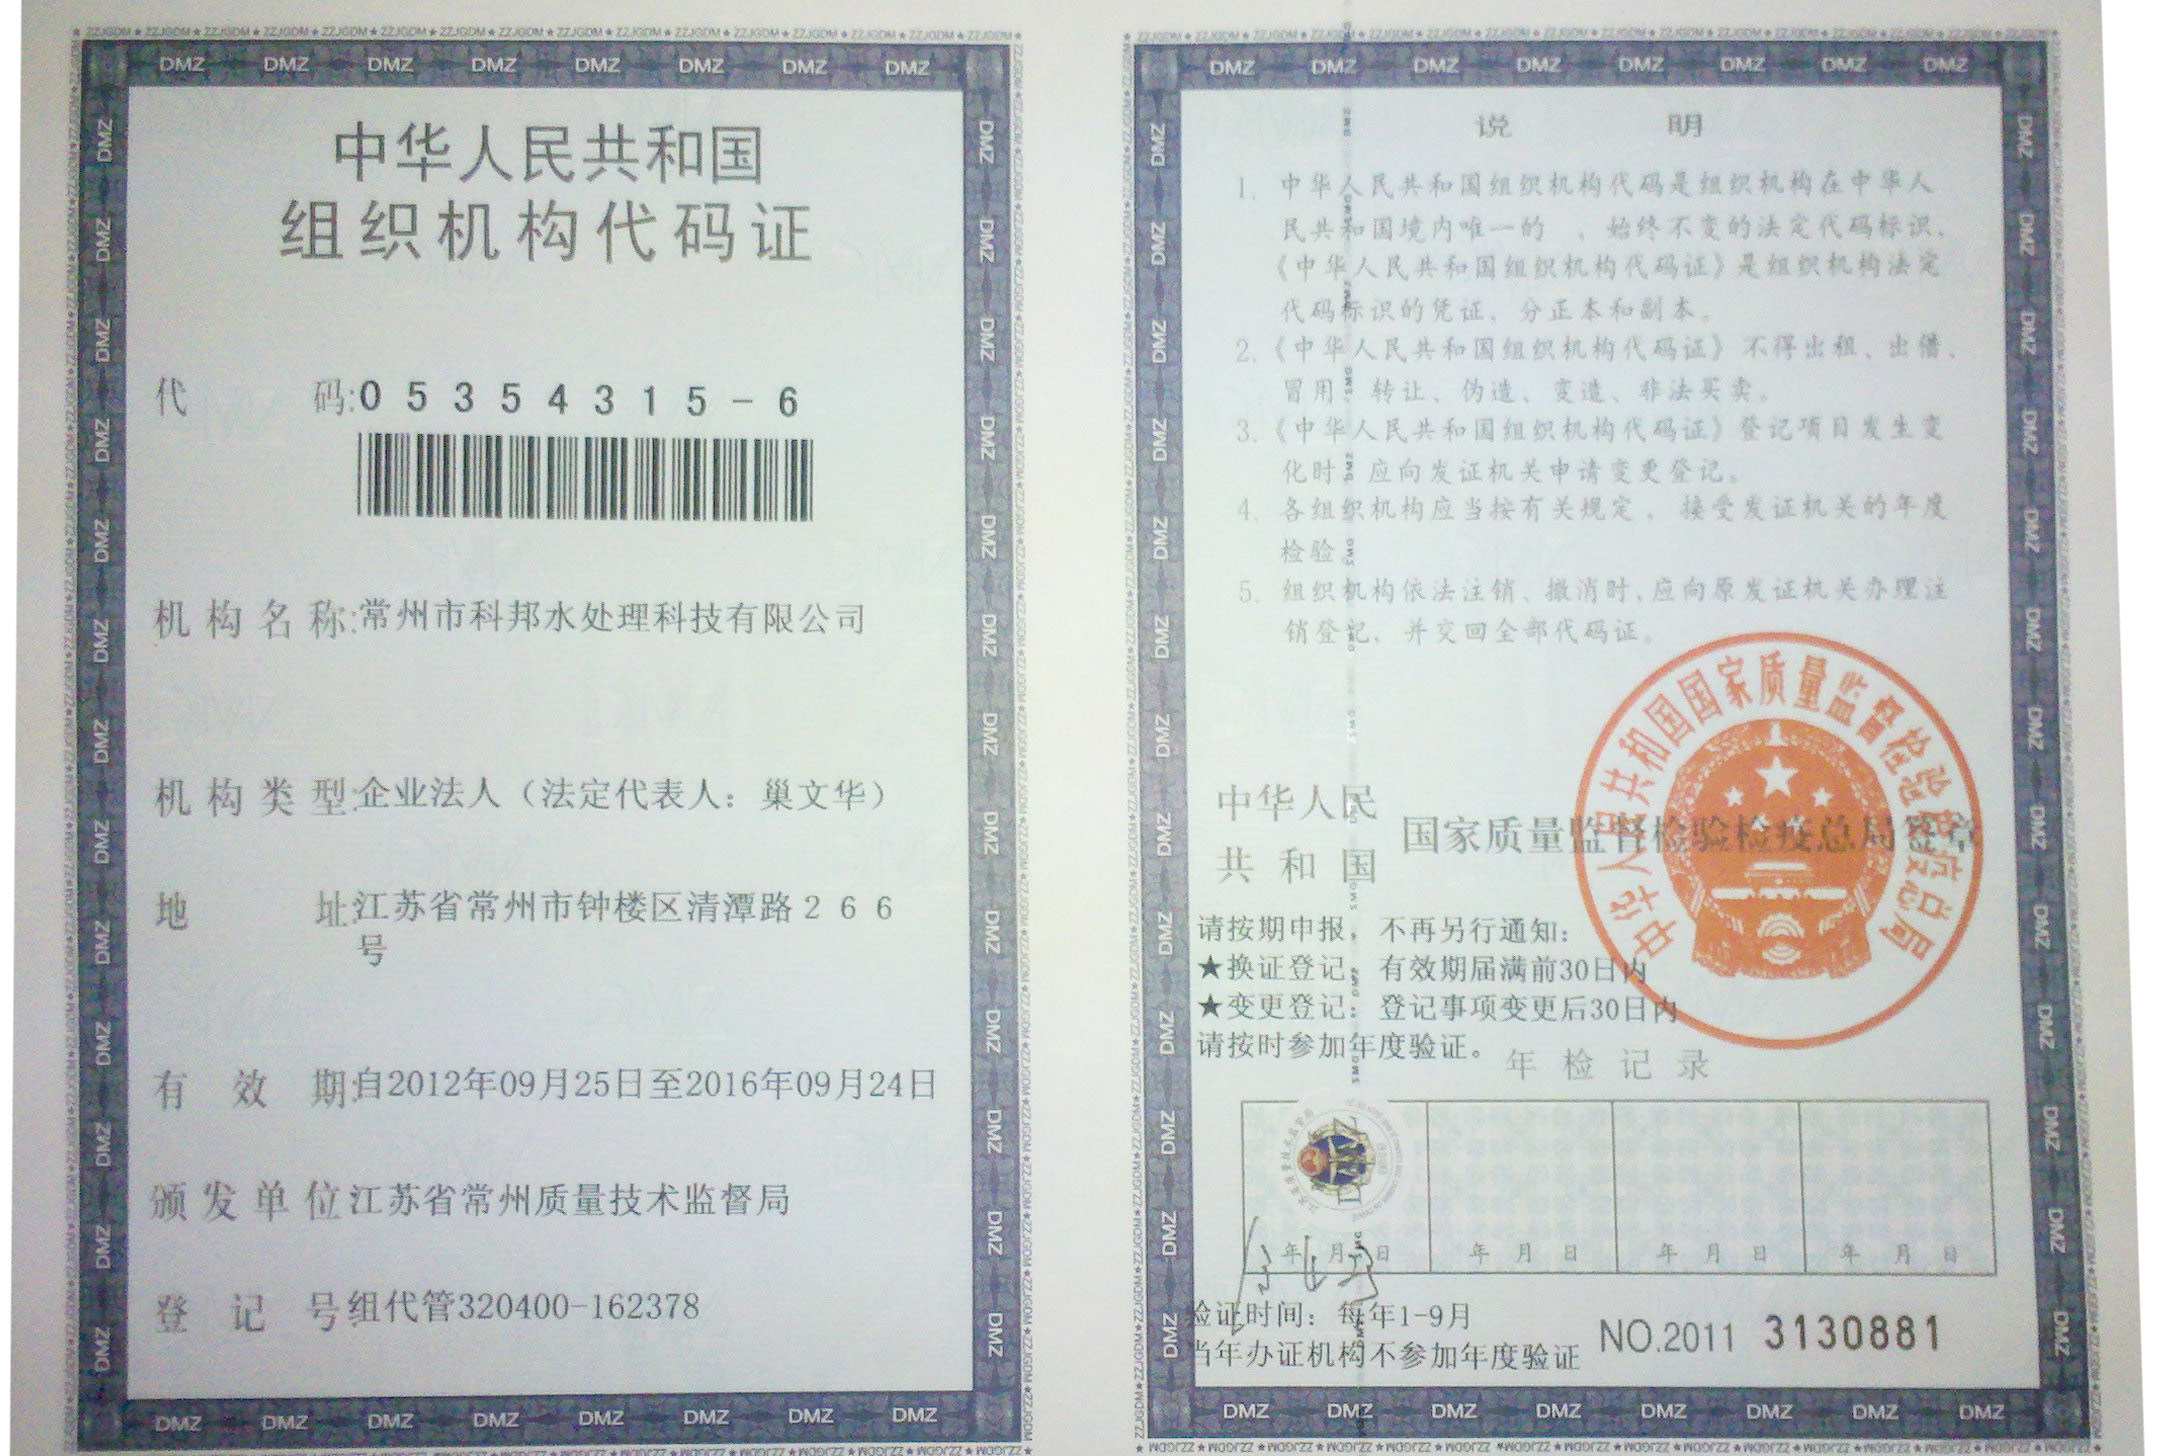 中华人民共和国
组织机构代码证
代 码:05354315-6
机构名称:常州市科邦水处理科技有限公司
机构类型:企业法人（法定代表人：巢文华）
地 址:江苏省常州市钟楼区清潭路266
号
有 效 期:自2012年09月25日至2016年09月24日
颁发单位江苏省常州质量技术监督局
登 记 号组代管320400-162378
说 明
1. 中华人民共和国组织机构代码是组织机构在中华人
民共和国境内唯一的 、始终不变的法定代码标识、
《中华人民共和国组织机构代码证》是组织机构法定
代码标识的凭证，分正本和副本。
2.《中华人民共和国组织机构代码证》不得出租、出借、
冒用、转让、伪造、变造、非法买卖。
3.《中华人民共和国组织机构代码证》登记项目发生变
化时，应向发证机关申请变更登记。
4. 各组织机构应当按有关规定，接受发证机关的年度
检验。
5. 组织机构依法注销、撤消时，应向原发证机关办理注
销登记，并交回全部代码证。
中华人民
共和国
国家质量监督检验检疫总局签章
中华人民共和国国家质量监督检验检疫总局
请按期申报，不再另行通知:
★换证登记：有效期届满前30日内
★变更登记：登记事项变更后30日内
请按时参加年度验证。
年检记录
年 月 日 年 月 日 年 月 日 年 月 日
验证时间：每年1-9月
当年办证机构不参加年度验证
NO.2011 3130881